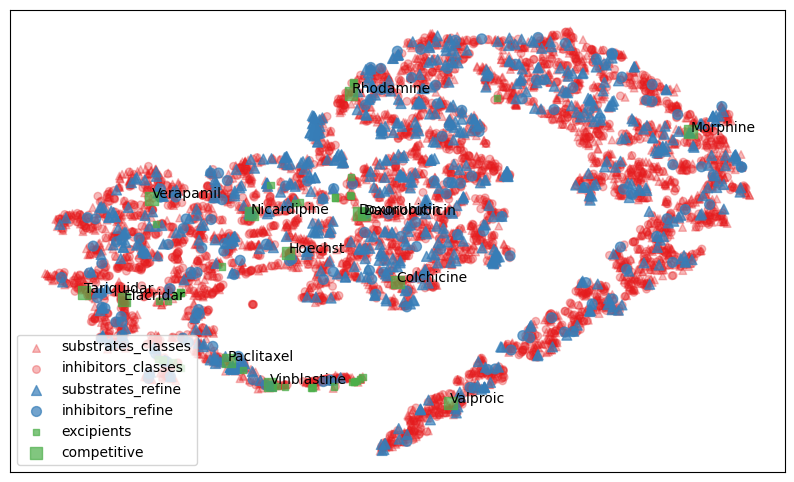 Rhodamine
Morphine
Verapamil
Nicardipine
Doxorubicin
Daunorubicin
Hoechst
Colchicine
Tariquidar
Elacridar
Paclitaxel
Vinblastine
Valproic
substrates_classes
inhibitors_classes
substrates_refine
inhibitors_refine
excipients
competitive